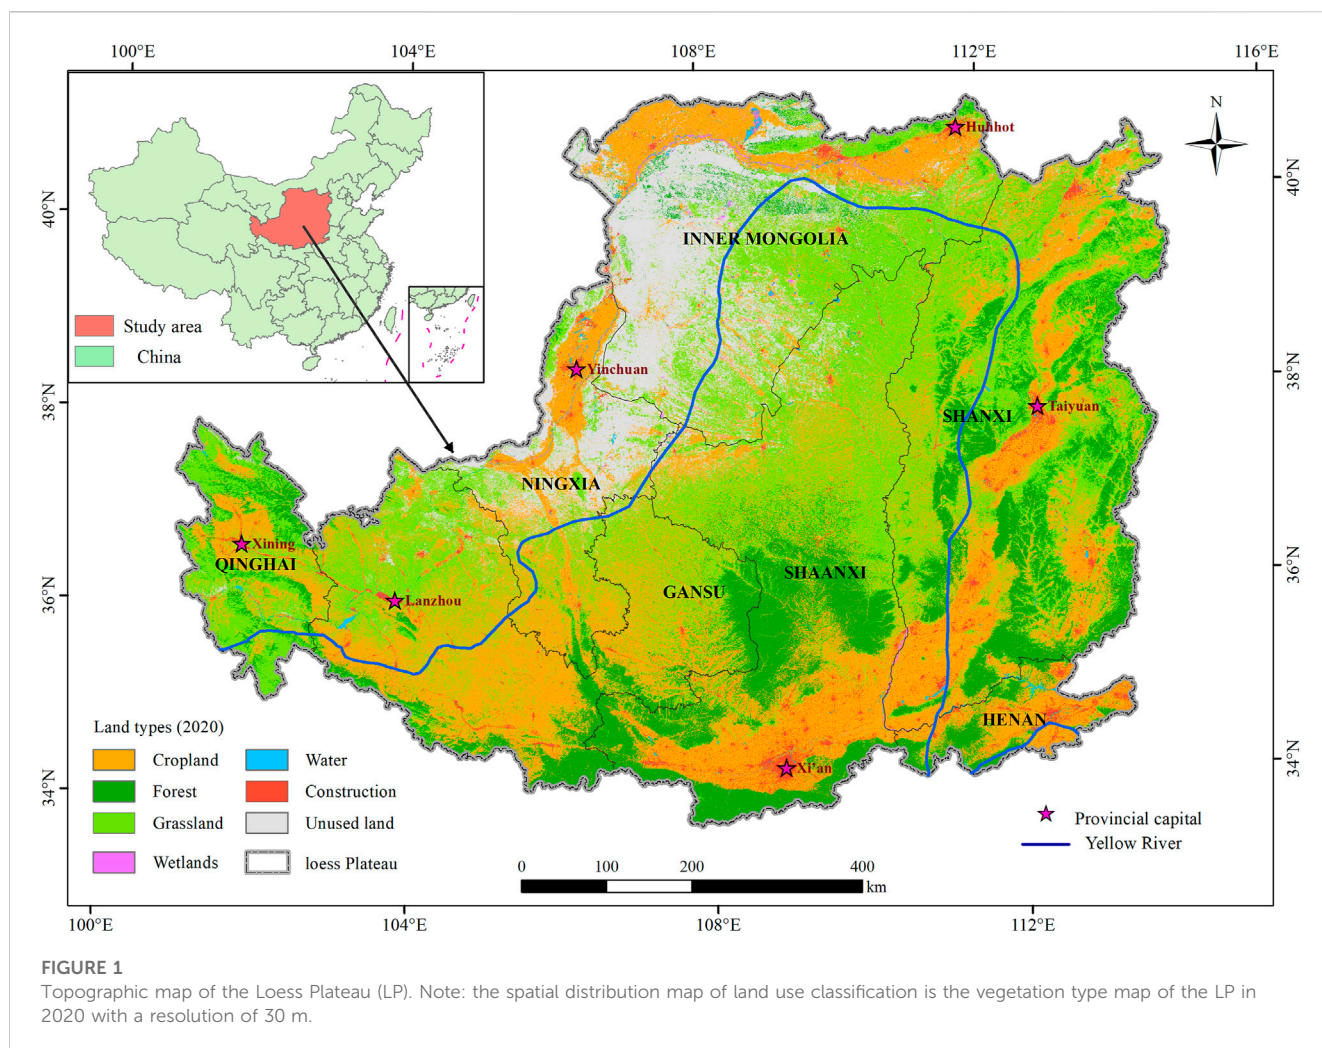 100°E 104°E 108°E 112°E 116°E
N
40°N
40°N
38°N
38°N
36°N
36°N
34°N
34°N
Study area
China
Huhhot
INNER MONGOLIA
Yinchuan
SHANXI
Taiyuan
NINGXIA
Xining
QINGHAI
Lanzhou
GANSU
SHAANXI
HENAN
Xi'an
Land types (2020)
Cropland Water
Forest Construction
Grassland Unused land
Wetlands loess Plateau
Provincial capital
Yellow River
0 100 200 400
km
100°E 104°E 108°E 112°E
FIGURE 1
Topographic map of the Loess Plateau (LP). Note: the spatial distribution map of land use classification is the vegetation type map of the LP in
2020 with a resolution of 30 m.